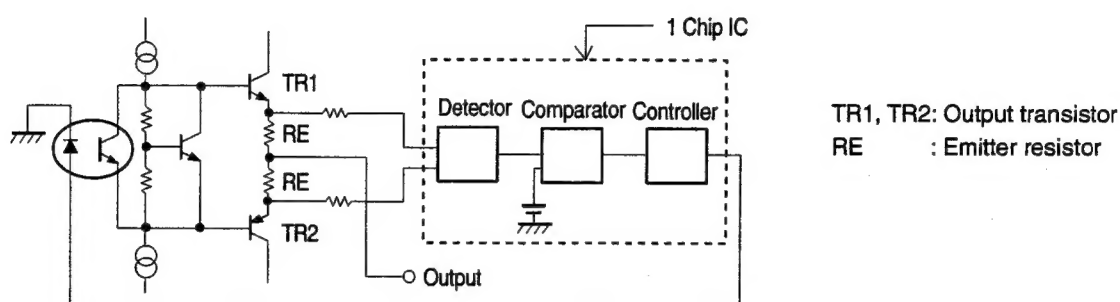 1 Chip IC
TR1
Detector Comparator Controller
RE
RE
TR2
Output
TR1, TR2: Output transistor
RE : Emitter resistor